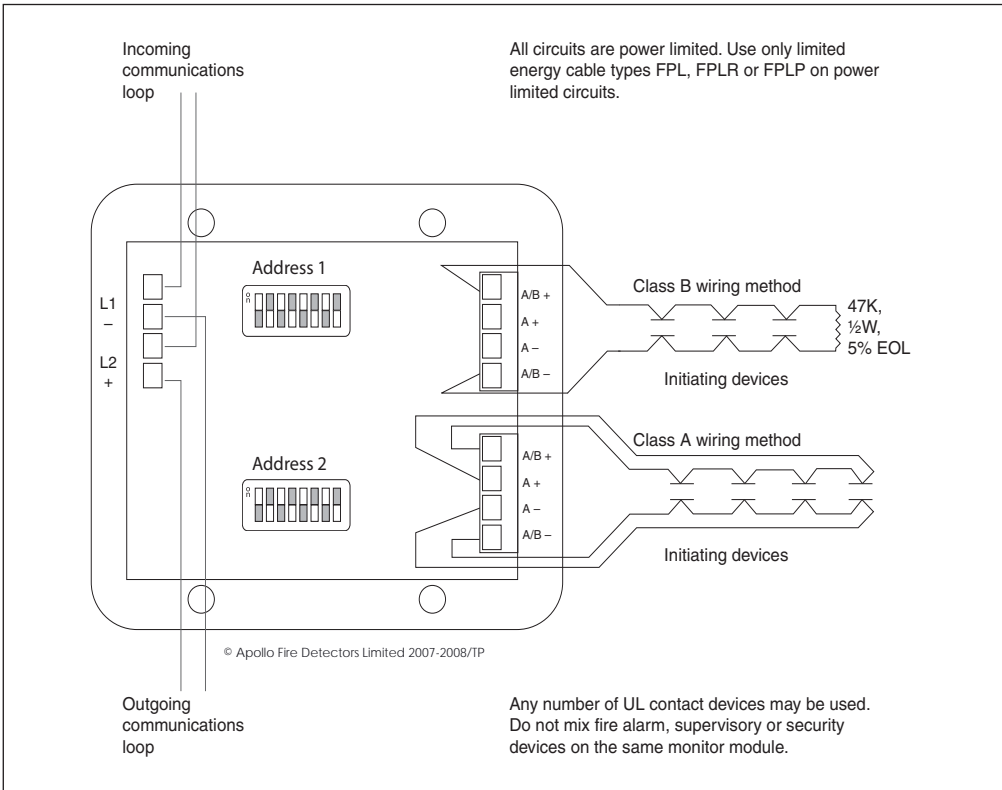 Incoming
communications
loop
All circuits are power limited. Use only limited
energy cable types FPL, FPLR or FPLP on power
limited circuits.
L1
–
L2
+
Address 1
on
A/B +
A +
A –
A/B –
Class B wiring method
47K,
½W,
5% EOL
Initiating devices
Address 2
on
A/B +
A +
A –
A/B –
Class A wiring method
Initiating devices
© Apollo Fire Detectors Limited 2007-2008/TP
Outgoing
communications
loop
Any number of UL contact devices may be used.
Do not mix fire alarm, supervisory or security
devices on the same monitor module.